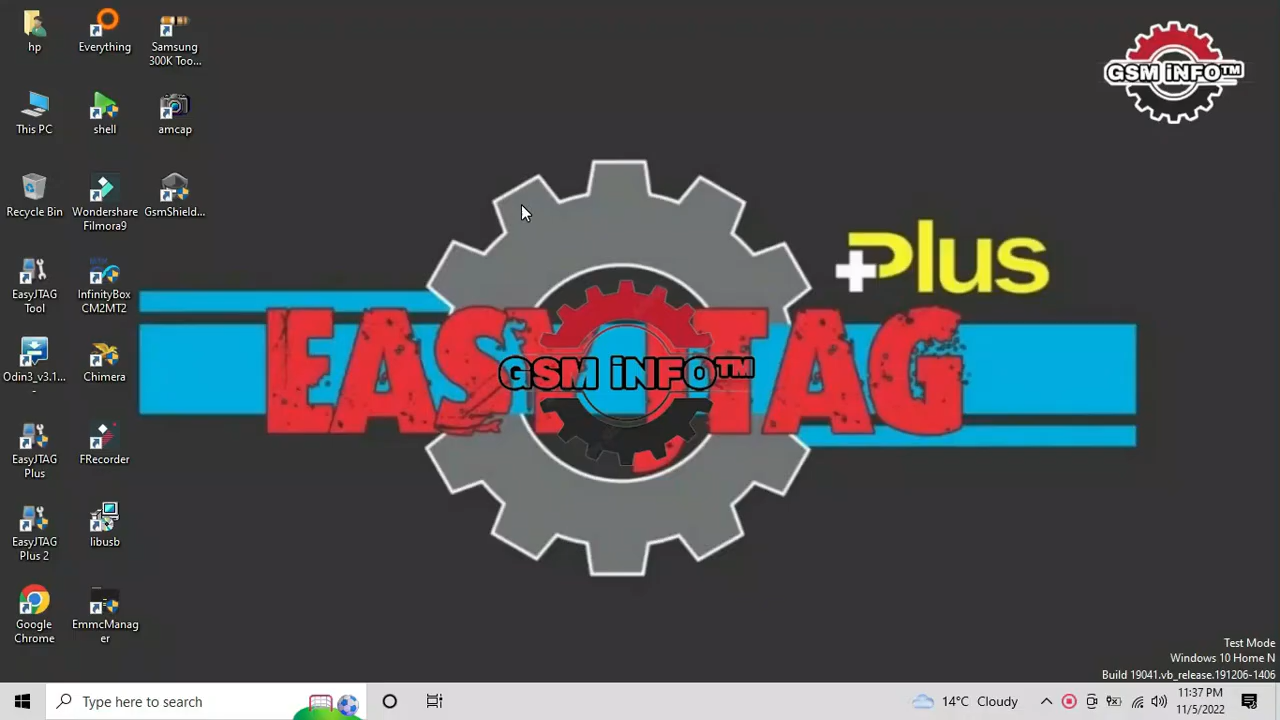 hp
Everything
Samsung
300K Too...
This PC
shell
amcap
Recycle Bin
Wondershare
Filmora9
GsmShield...
EasyJTAG
Tool
InfinityBox
CM2MT2
Odin3_v3.1...
Chimera
EasyJTAG
Plus
FRecorder
EasyJTAG
Plus 2
libusb
Google
Chrome
EmmcManag
er
GSM iNFO™
Plus
EASY JTAG
GSM iNFO™
Test Mode
Windows 10 Home N
Build 19041.vb_release.191206-1406
Type here to search
14°C Cloudy
11:37 PM
11/5/2022